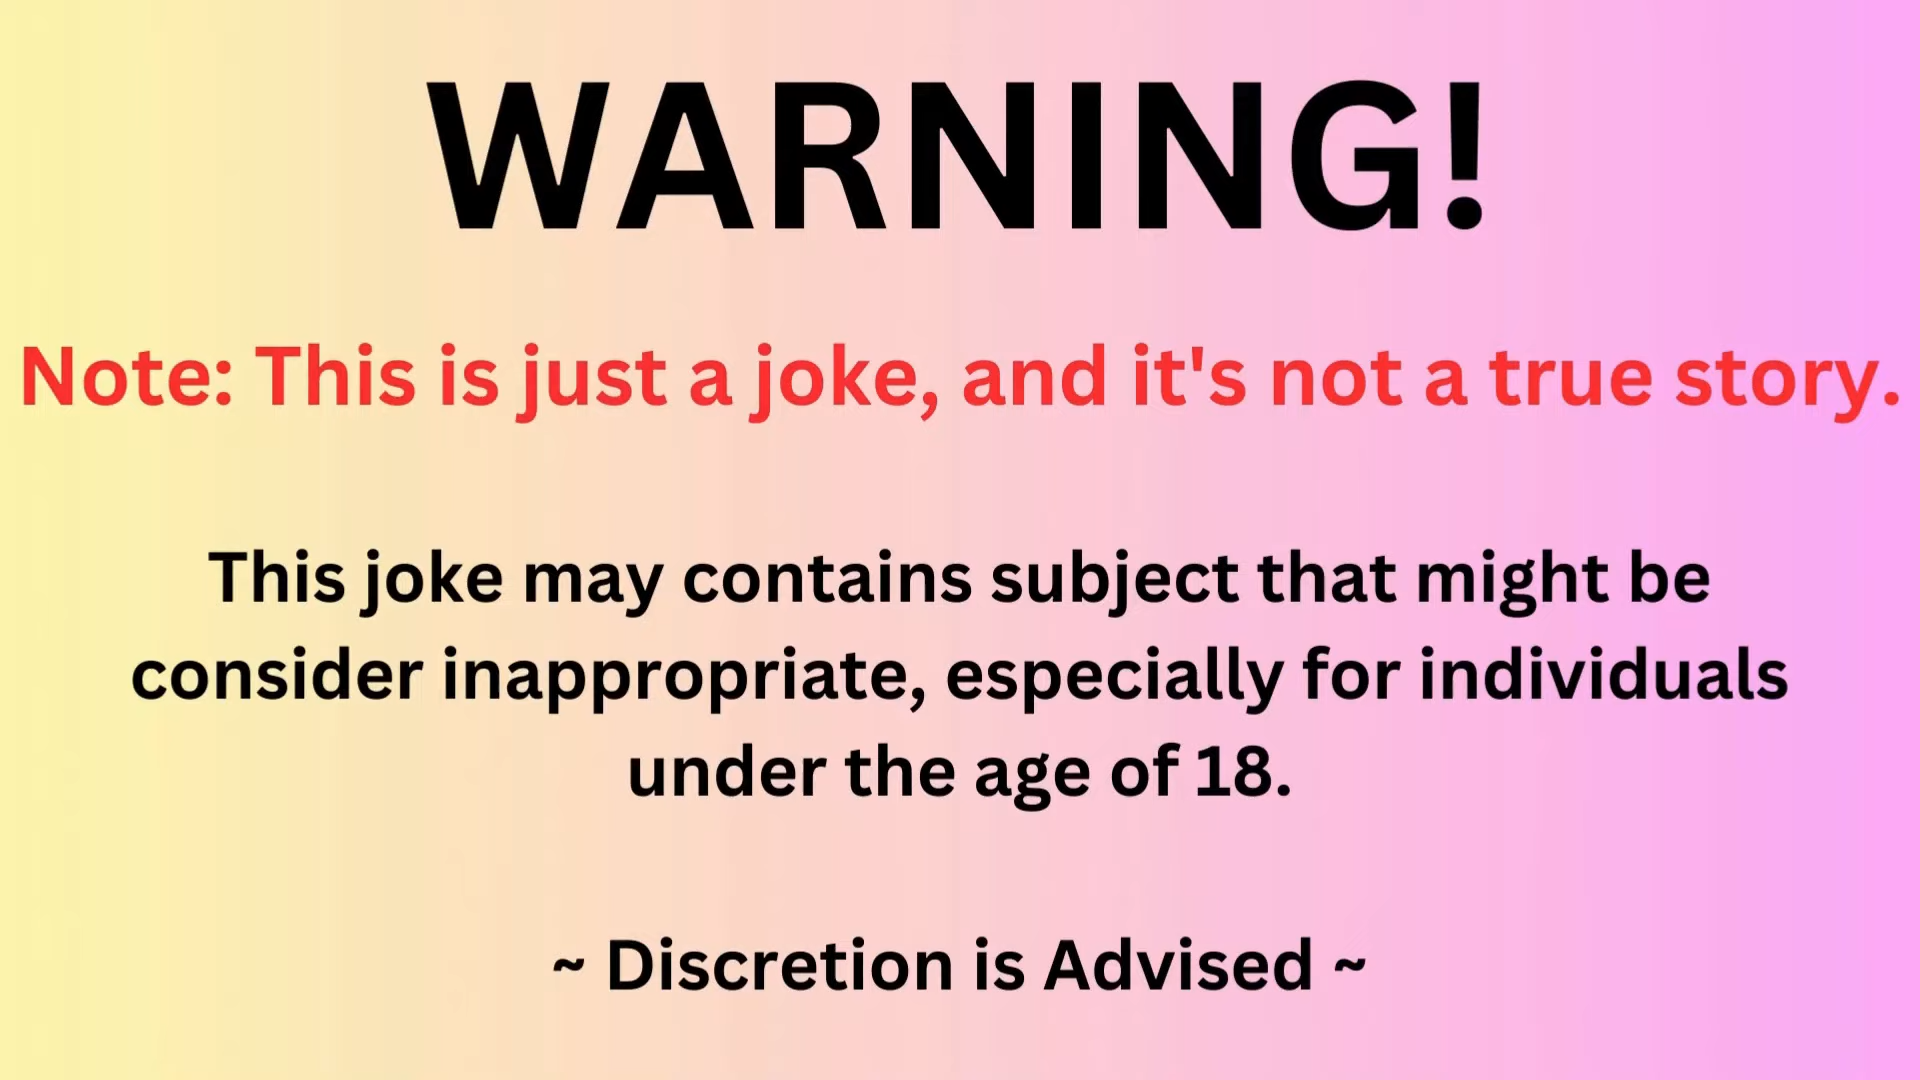 WARNING!
Note: This is just a joke, and it's not a true story.
This joke may contains subject that might be
consider inappropriate, especially for individuals
under the age of 18.
~ Discretion is Advised ~